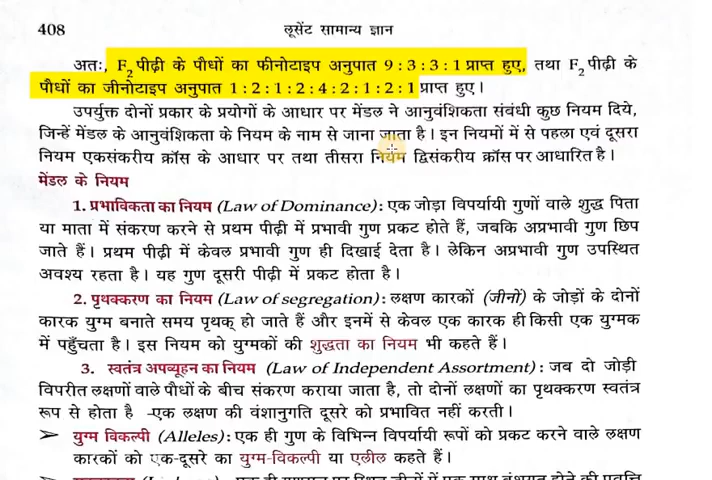 408
लूसेंट सामान्य ज्ञान
अतः, F₂ पीढ़ी के पौधों का फीनोटाइप अनुपात 9 : 3 : 3 : 1 प्राप्त हुए, तथा F₂ पीढ़ी के
पौधों का जीनोटाइप अनुपात 1 : 2 : 1 : 2 : 4 : 2 : 1 : 2 : 1 प्राप्त हुए।
उपर्युक्त दोनों प्रकार के प्रयोगों के आधार पर मेंडल ने आनुवंशिकता संबंधी कुछ नियम दिये,
जिन्हें मेंडल के आनुवंशिकता के नियम के नाम से जाना जाता है। इन नियमों में से पहला एवं दूसरा
नियम एकसंकरीय क्रॉस के आधार पर तथा तीसरा नियम द्विसंकरीय क्रॉस पर आधारित है।
मेंडल के नियम
1. प्रभाविकता का नियम (Law of Dominance) : एक जोड़ा विपर्यायी गुणों वाले शुद्ध पिता
या माता में संकरण करने से प्रथम पीढ़ी में प्रभावी गुण प्रकट होते हैं, जबकि अप्रभावी गुण छिप
जाते हैं। प्रथम पीढ़ी में केवल प्रभावी गुण ही दिखाई देता है। लेकिन अप्रभावी गुण उपस्थित
अवश्य रहता है। यह गुण दूसरी पीढ़ी में प्रकट होता है।
2. पृथक्करण का नियम (Law of segregation) : लक्षण कारकों (जीनों) के जोड़ों के दोनों
कारक युग्म बनाते समय पृथक् हो जाते हैं और इनमें से केवल एक कारक ही किसी एक युग्मक
में पहुँचता है। इस नियम को युग्मकों की शुद्धता का नियम भी कहते हैं।
3. स्वतंत्र अपव्यूहन का नियम (Law of Independent Assortment) : जब दो जोड़ी
विपरीत लक्षणों वाले पौधों के बीच संकरण कराया जाता है, तो दोनों लक्षणों का पृथक्करण स्वतंत्र
रूप से होता है -एक लक्षण की वंशानुगति दूसरे को प्रभावित नहीं करती।
➤ युग्म विकल्पी (Alleles) : एक ही गुण के विभिन्न विपर्यायी रूपों को प्रकट करने वाले लक्षण
कारकों को एक-दूसरे का युग्म-विकल्पी या एलील कहते हैं।